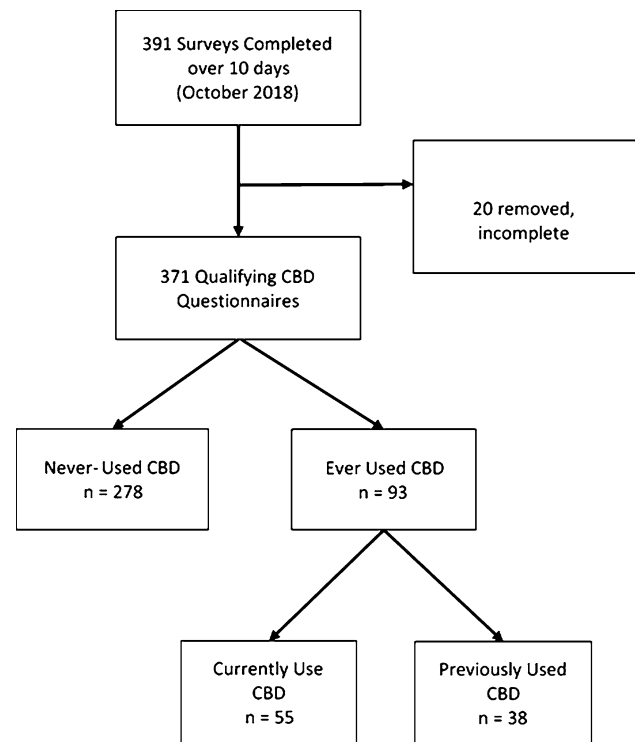 391 Surveys Completed
over 10 days
(October 2018)
20 removed,
incomplete
371 Qualifying CBD
Questionnaires
Never- Used CBD
n = 278
Ever Used CBD
n = 93
Currently Use
CBD
n = 55
Previously Used
CBD
n = 38